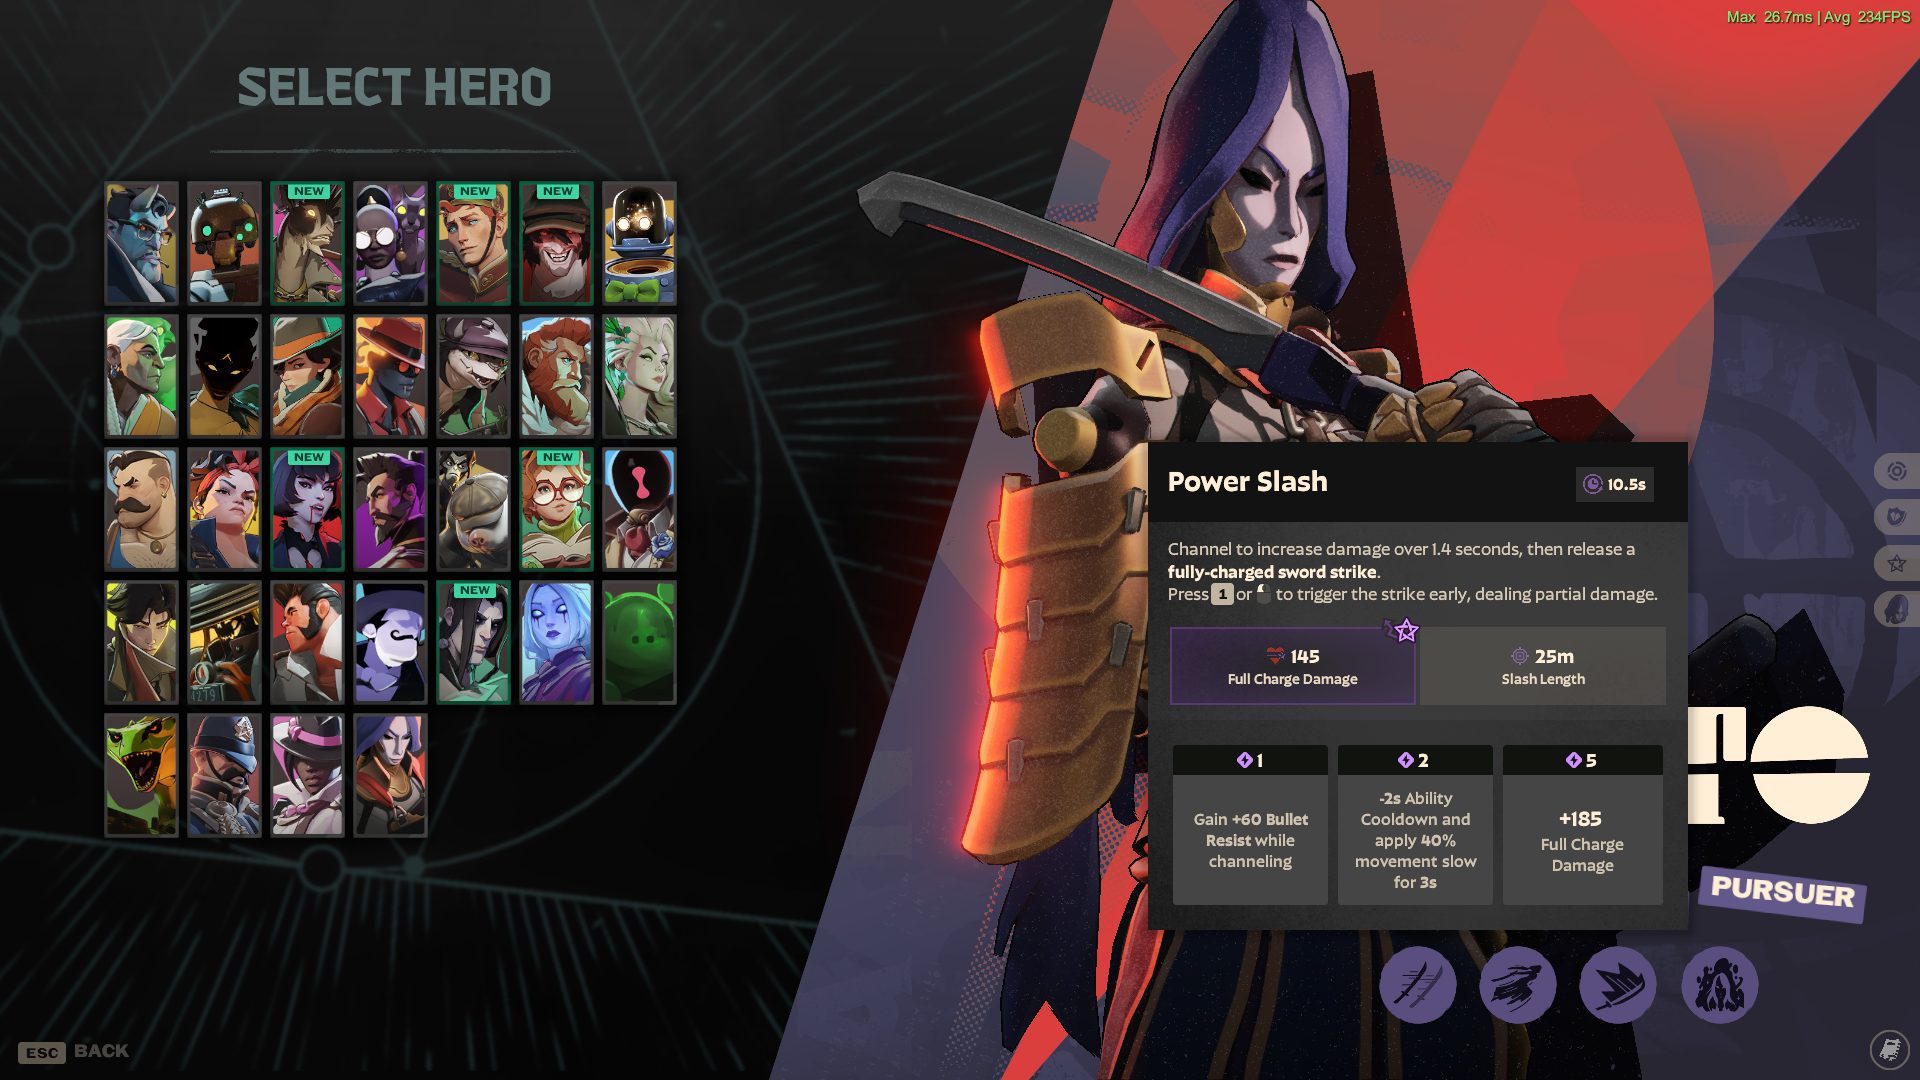 Max 26.7ms | Avg 234FPS
SELECT HERO
NEW
NEW
NEW
NEW
NEW
NEW
1279
Power Slash
10.5s
Channel to increase damage over 1.4 seconds, then release a
fully-charged sword strike.
Press 1 or to trigger the strike early, dealing partial damage.
145
Full Charge Damage
25m
Slash Length
1
Gain +60 Bullet
Resist while
channeling
2
-2s Ability
Cooldown and
apply 40%
movement slow
for 3s
5
+185
Full Charge
Damage
PURSUER
ESC BACK